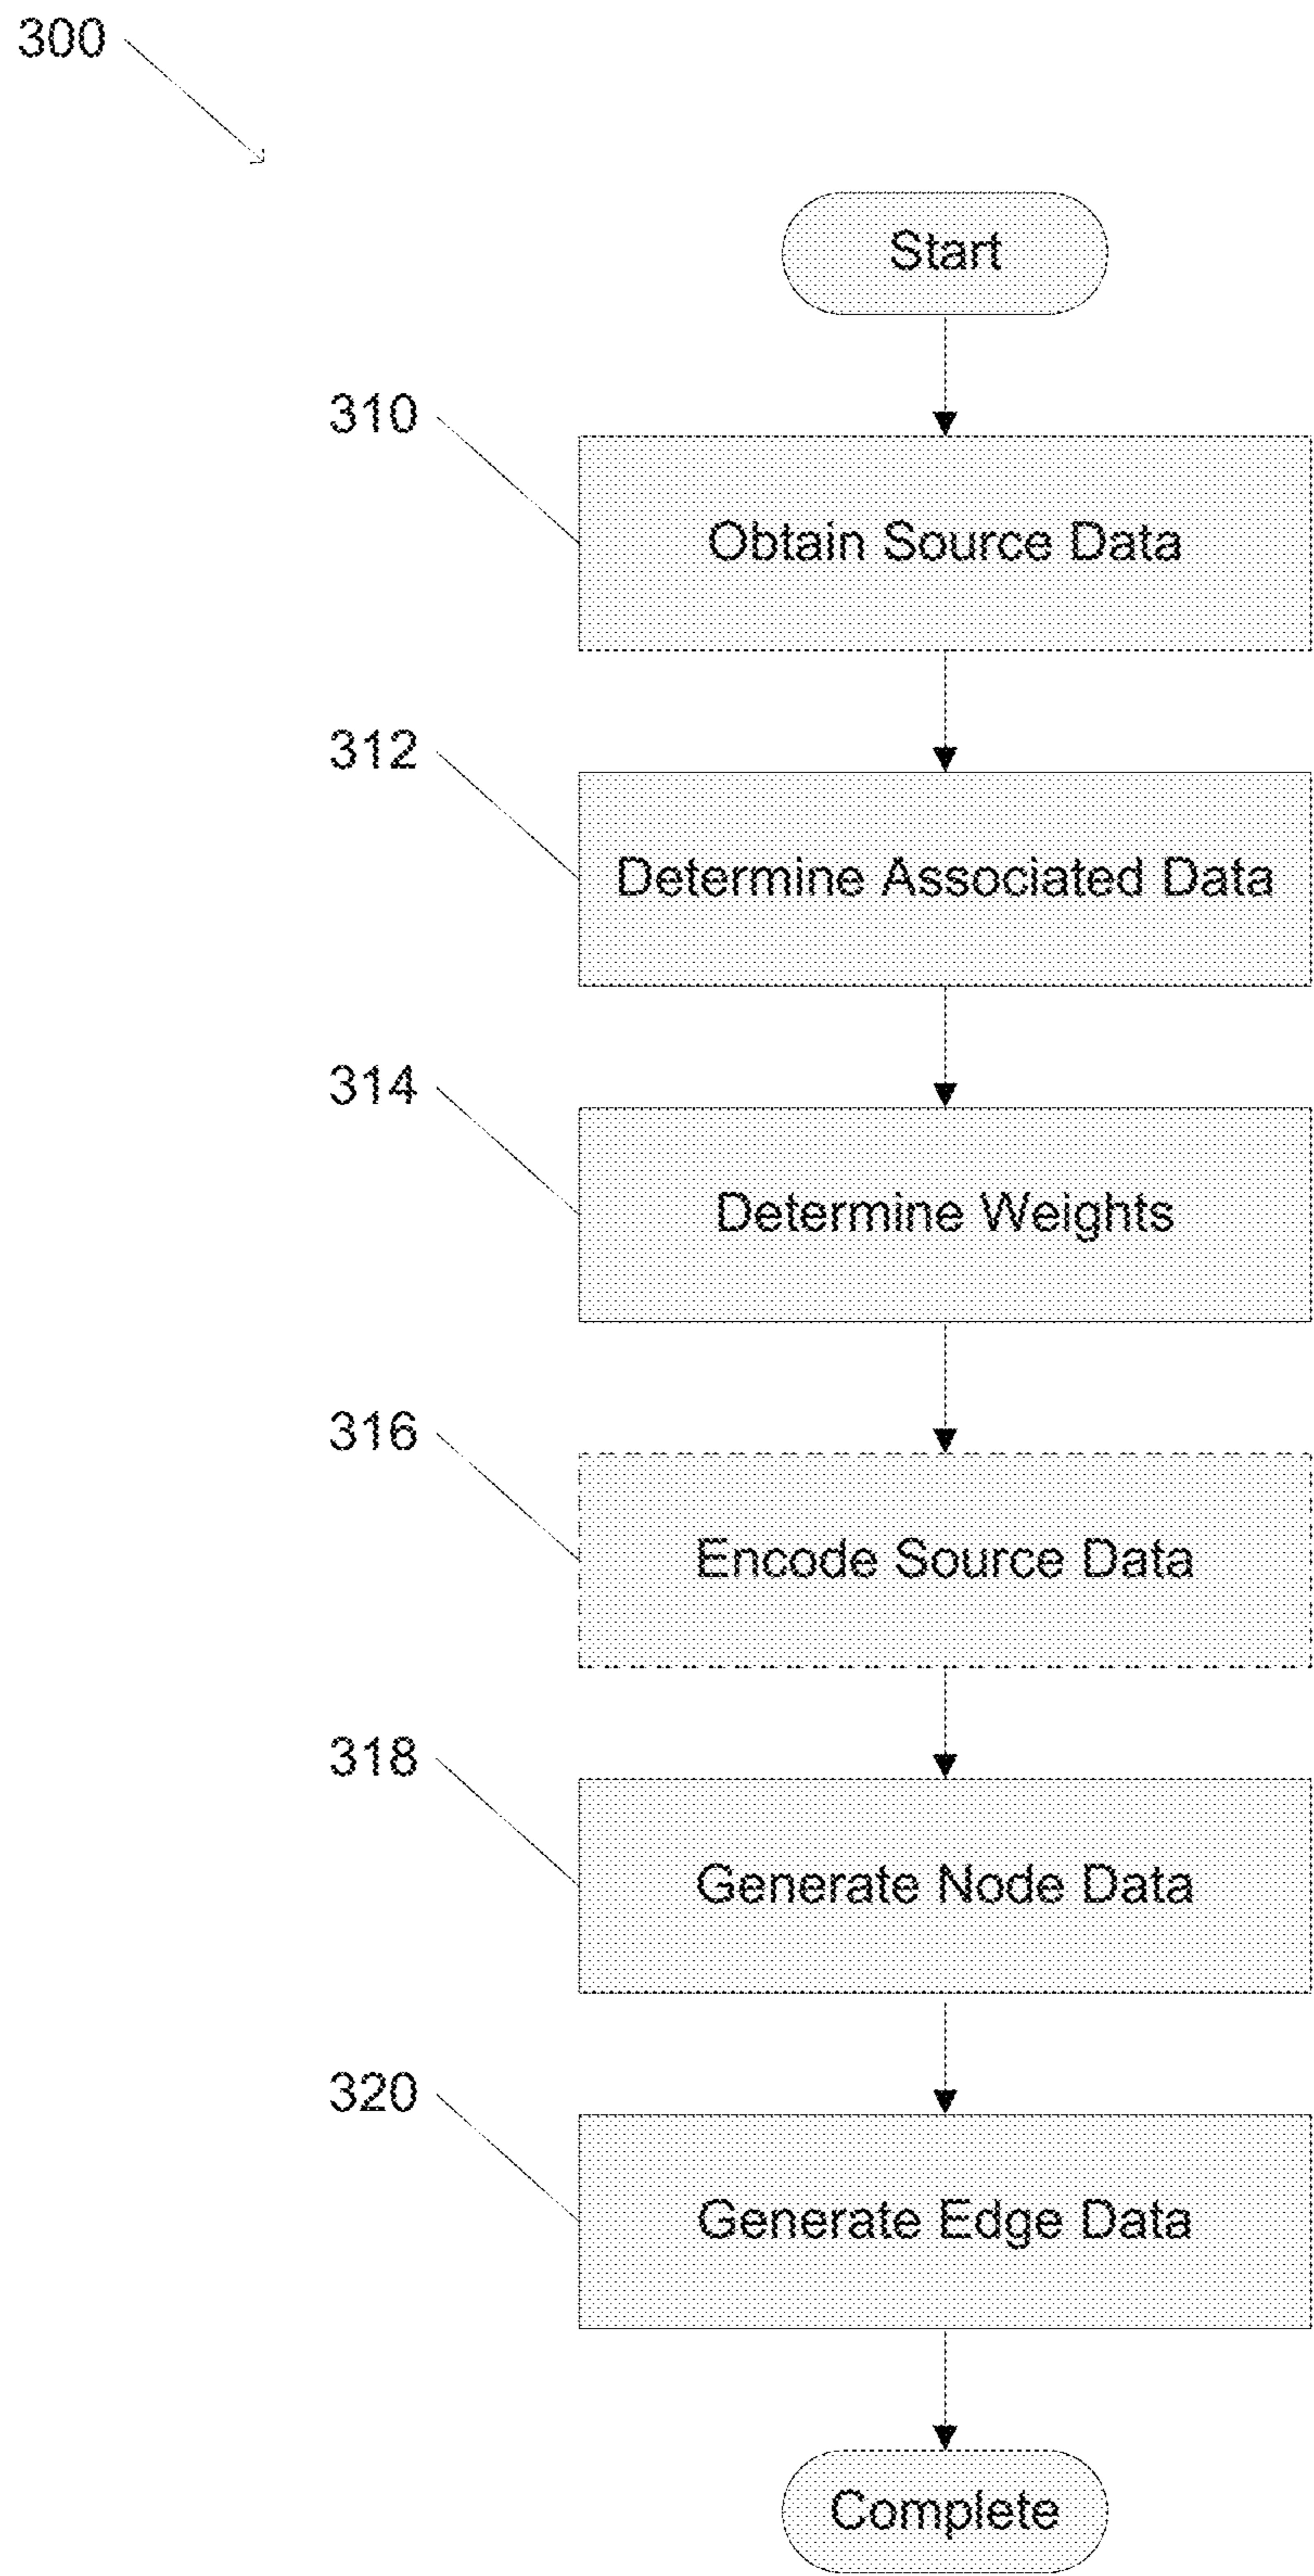 300
Start
310
Obtain Source Data
312
Determine Associated Data
314
Determine Weights
316
Encode Source Data
318
Generate Node Data
320
Generate Edge Data
Complete